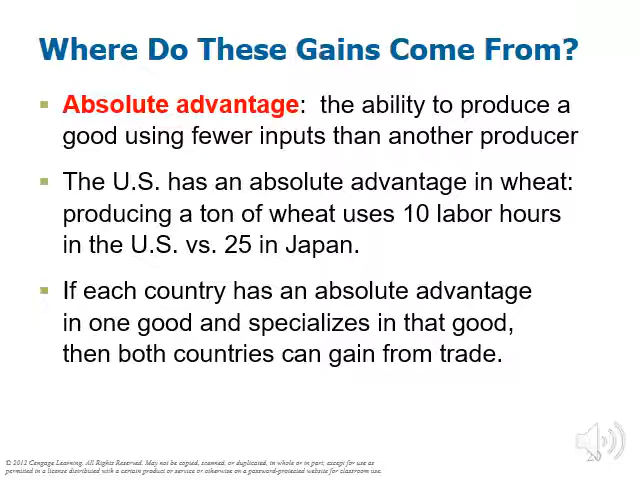 Where Do These Gains Come From?
Absolute advantage: the ability to produce a
good using fewer inputs than another producer
The U.S. has an absolute advantage in wheat:
producing a ton of wheat uses 10 labor hours
in the U.S. vs. 25 in Japan.
If each country has an absolute advantage
in one good and specializes in that good,
then both countries can gain from trade.
© 2012 Cengage Learning. All Rights Reserved. May not be copied, scanned, or duplicated, in whole or in part, except for use as
permitted in a license distributed with a certain product or service or otherwise on a password-protected website for classroom use.
20